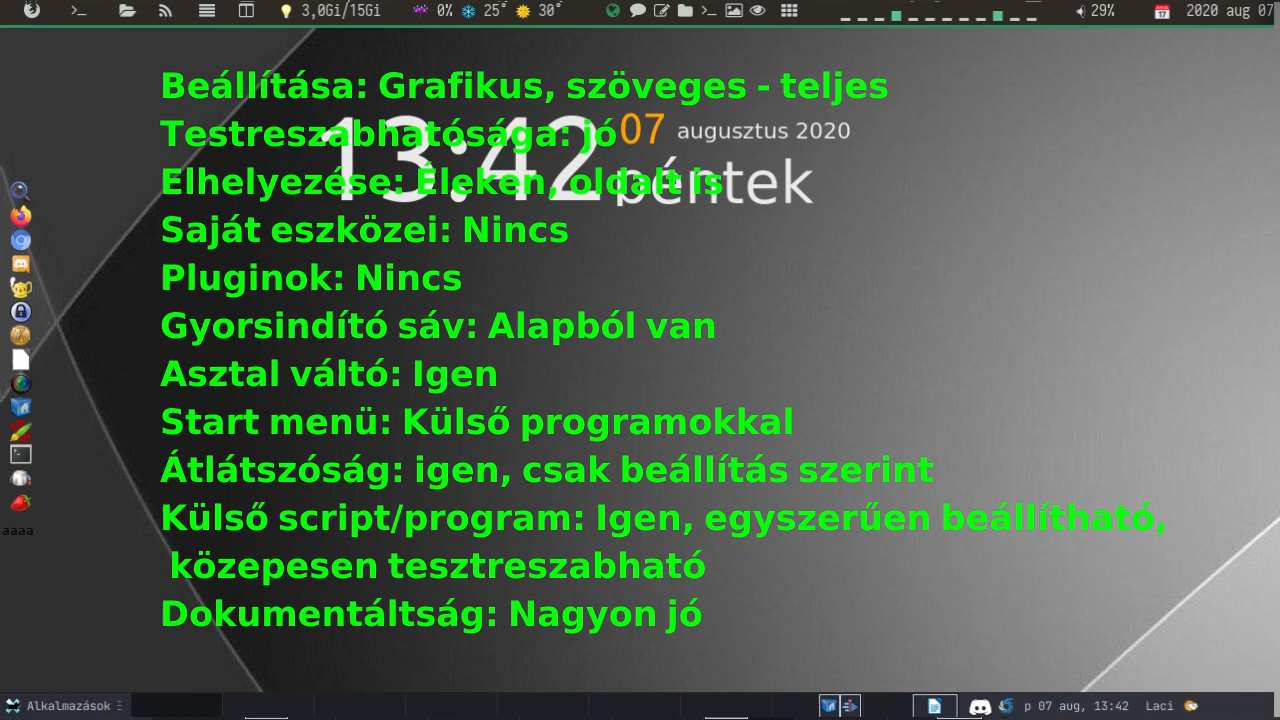 3,0Gi/15Gi 0% 25° 30° 29% 2020 aug 07
Beállítása: Grafikus, szöveges - teljes
Testreszabhatósága: jó
13:42 07 augusztus 2020
péntek
Elhelyezése: Éleken, oldalt is
Saját eszközei: Nincs
Pluginok: Nincs
Gyorsindító sáv: Alapból van
Asztal váltó: Igen
Start menü: Külső programokkal
Átlátszóság: igen, csak beállítás szerint
Külső script/program: Igen, egyszerűen beállítható,
közepesen tesztreszabható
Dokumentáltság: Nagyon jó
aaaa
Alkalmazások p 07 aug, 13:42 Laci